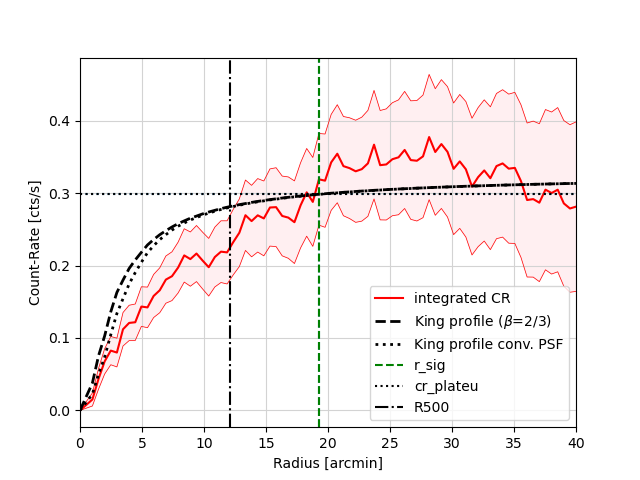 0.4
0.3
0.2
0.1
0.0
Count-Rate [cts/s]
integrated CR
King profile (β=2/3)
King profile conv. PSF
r_sig
cr_plateu
R500
0 5 10 15 20 25 30 35 40
Radius [arcmin]